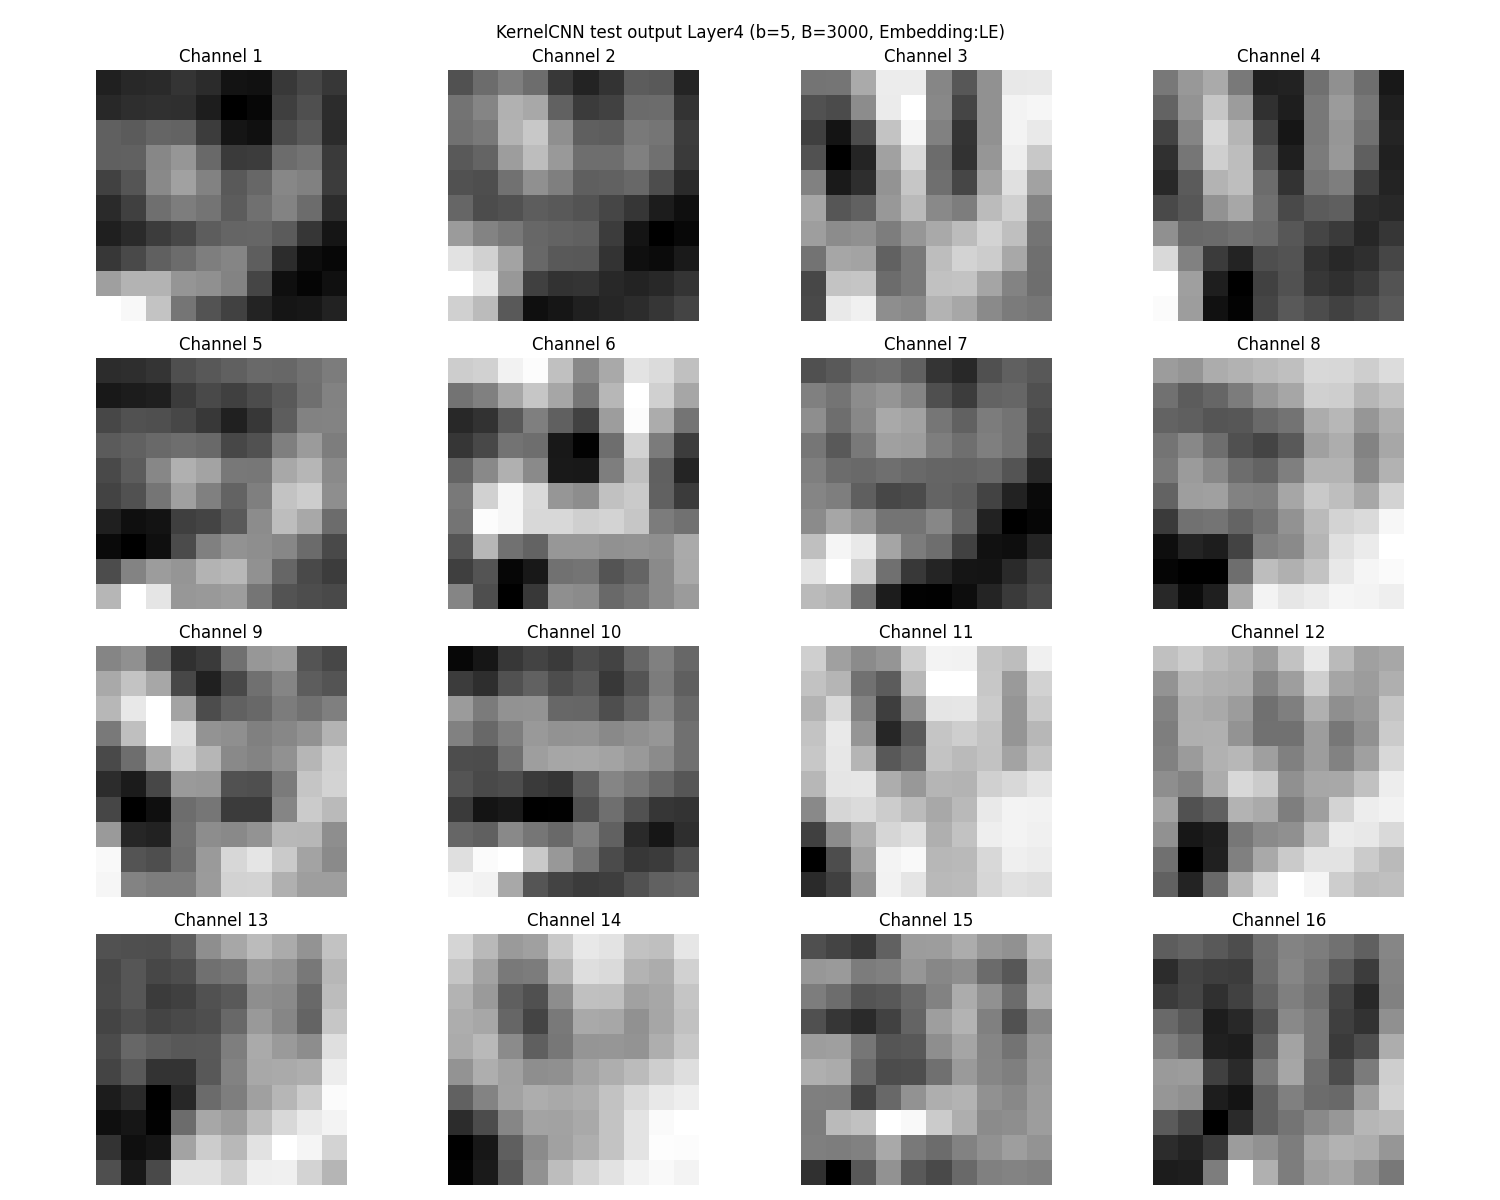 KernelCNN test output Layer4 (b=5, B=3000, Embedding:LE)
Channel 1
Channel 2
Channel 3
Channel 4
Channel 5
Channel 6
Channel 7
Channel 8
Channel 9
Channel 10
Channel 11
Channel 12
Channel 13
Channel 14
Channel 15
Channel 16